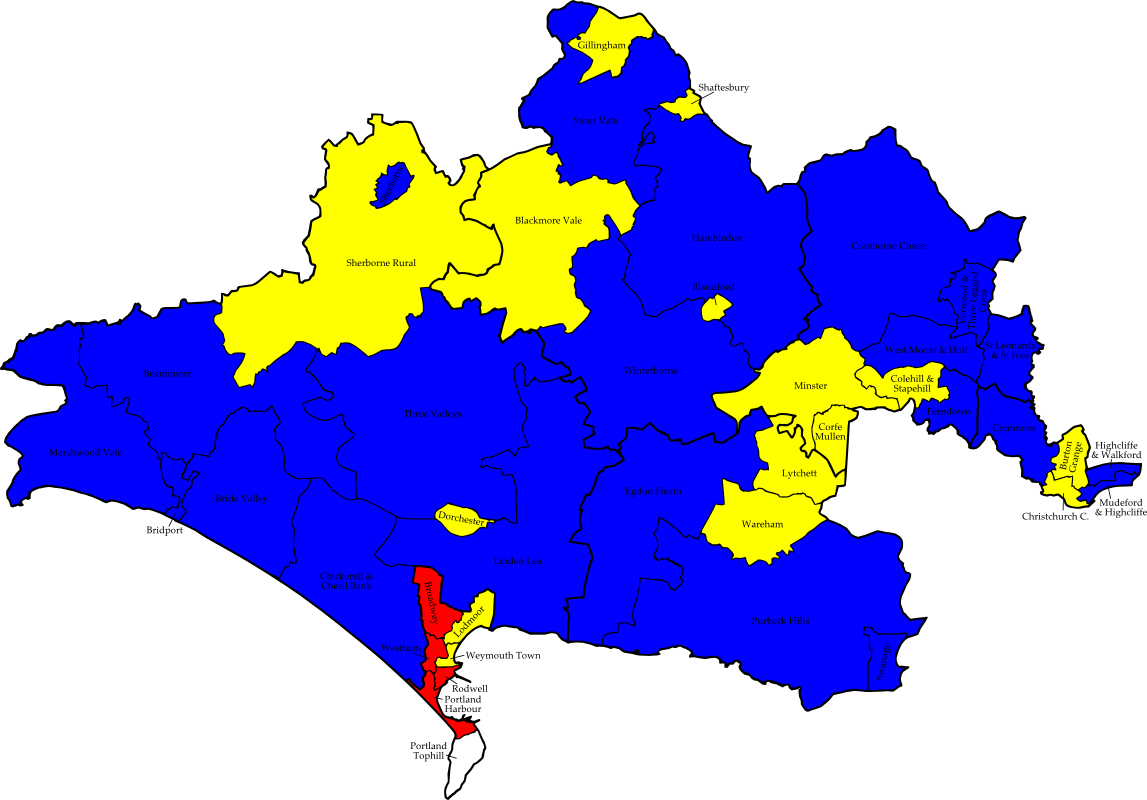 Gillingham
Shaftesbury
Stour Vale
Sherborne
Blackmore Vale
Hambledon
Cranborne Chase
Sherborne Rural
Blandford
Verwood &
Three Legged
Cross
West Moors & Holt
St Leonards
& St Ives
Beaminster
Winterborne
Minster
Colehill &
Stapehill
Three Valleys
Ferndown
Commons
Corfe
Mullen
Marshwood Vale
Lytchett
Burton
Grange
Highcliffe
& Walkford
Egdon Heath
Bride Valley
Mudeford
& Highcliffe
Christchurch C.
Dorchester
Wareham
Bridport
Linden Lea
Chickerell &
Chesil Bank
Broadwey
Lodmoor
Purbeck Hills
Westham
Weymouth Town
Swanage
Rodwell
Portland
Harbour
Portland
Tophill